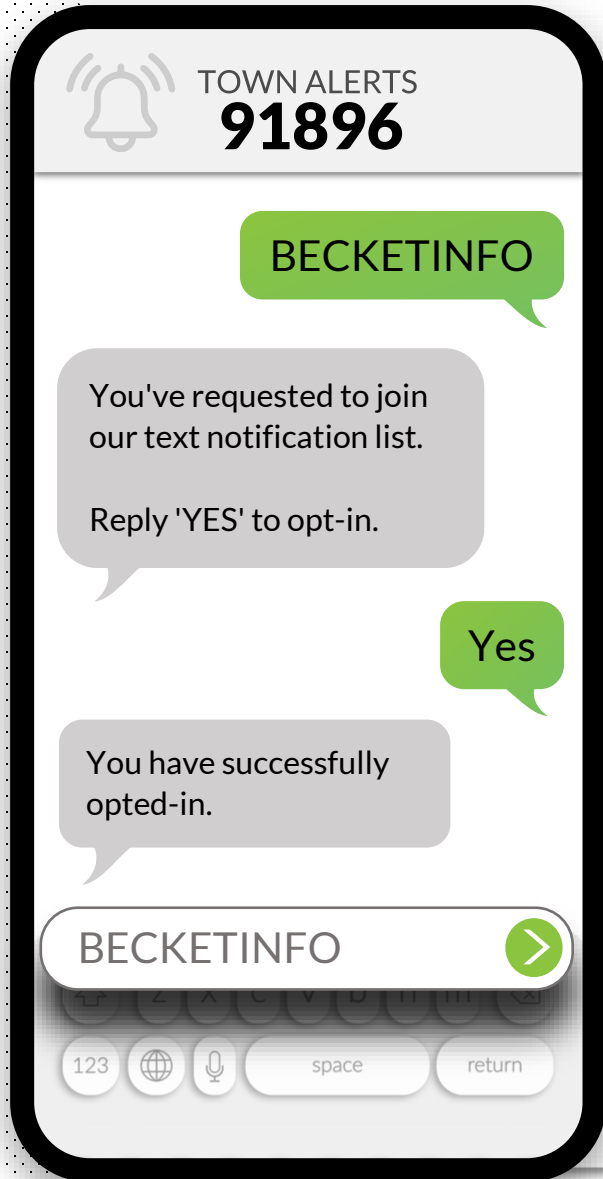 TOWN ALERTS
91896
BECKETINFO
You've requested to join
our text notification list.
Reply 'YES' to opt-in.
Yes
You have successfully
opted-in.
BECKETINFO
z x c v b n m
123 space return